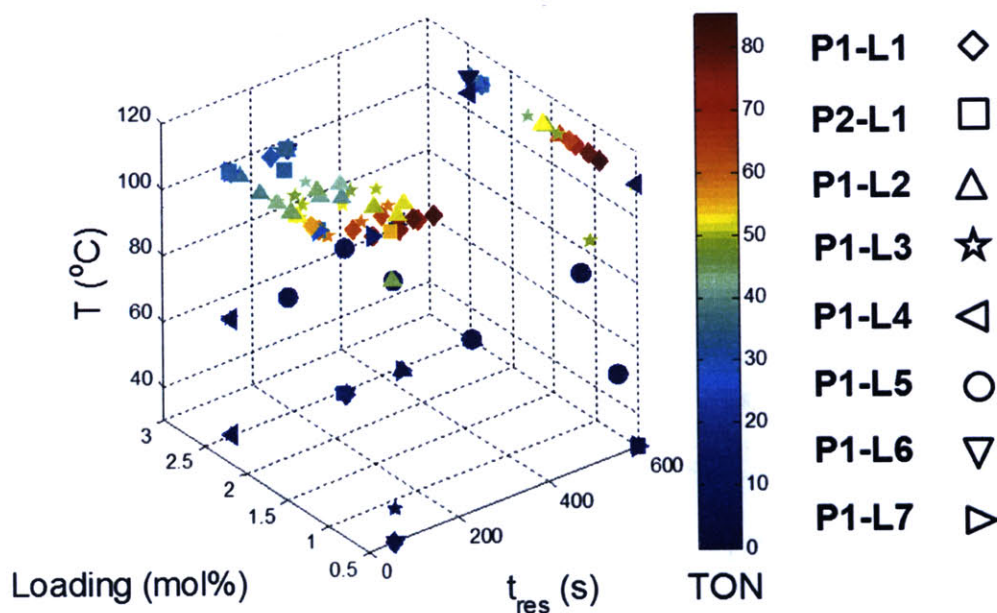 120
100
80
60
40
T (°C)
3
2.5
2
1.5
1
0.5
Loading (mol%)
0
200
400
600
t_res (s)
80
70
60
50
40
30
20
10
0
TON
P1-L1
P2-L1
P1-L2
P1-L3
P1-L4
P1-L5
P1-L6
P1-L7